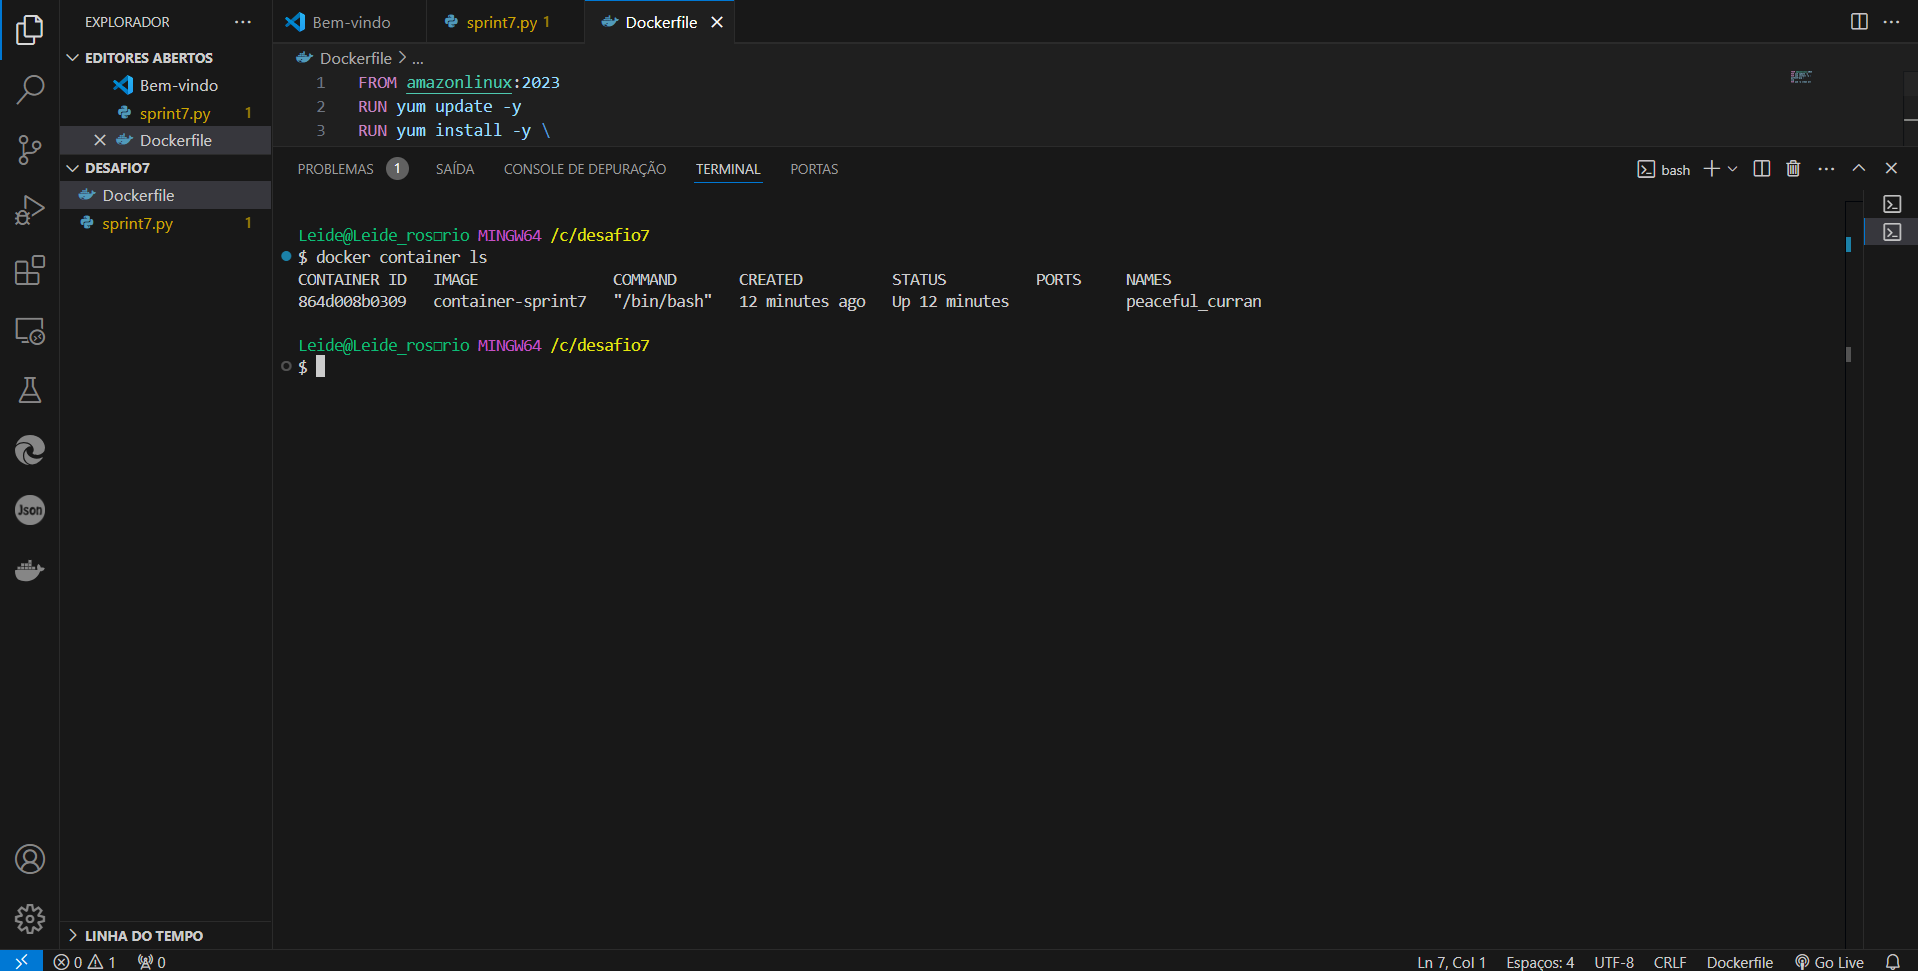 EXPLORADOR
EDITORES ABERTOS
Bem-vindo
sprint7.py 1
Dockerfile
DESAFIO7
Dockerfile
sprint7.py 1
LINHA DO TEMPO
Bem-vindo
sprint7.py 1
Dockerfile
Dockerfile > ...
1 FROM amazonlinux:2023
2 RUN yum update -y
3 RUN yum install -y \
PROBLEMAS 1 SAÍDA CONSOLE DE DEPURAÇÃO TERMINAL PORTAS
bash
Leide@Leide_ros□rio MINGW64 /c/desafio7
$ docker container ls
CONTAINER ID IMAGE COMMAND CREATED STATUS PORTS NAMES
864d008b0309 container-sprint7 "/bin/bash" 12 minutes ago Up 12 minutes peaceful_curran
Leide@Leide_ros□rio MINGW64 /c/desafio7
$
Json
0 1 0
Ln 7, Col 1 Espaços: 4 UTF-8 CRLF Dockerfile Go Live